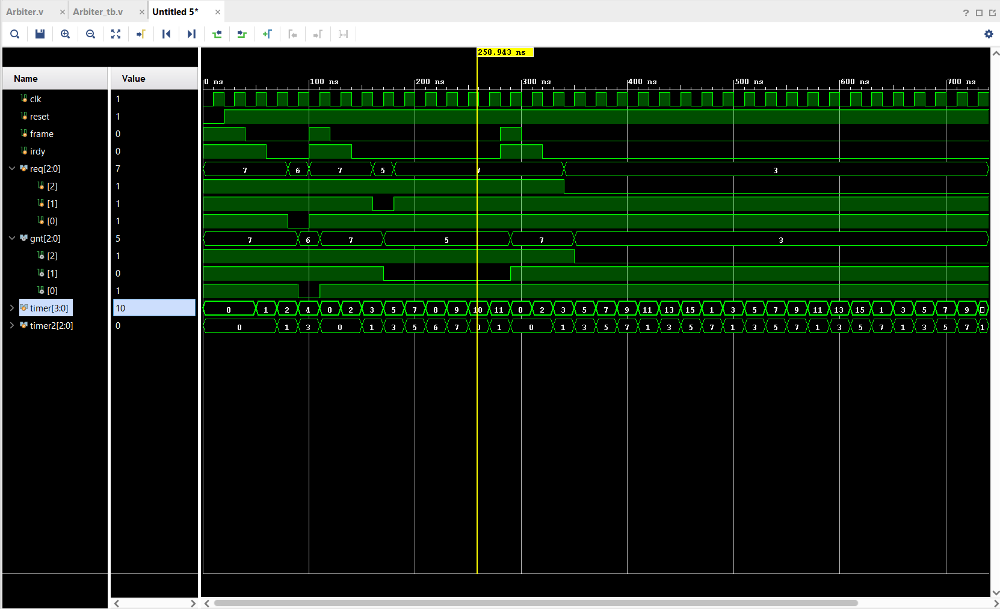 Arbiter.v × Arbiter_tb.v × Untitled 5* ×
?
258.943 ns
Name Value
0 ns 100 ns 200 ns 300 ns 400 ns 500 ns 600 ns 700 ns
clk 1
reset 1
frame 0
irdy 0
req[2:0] 7 7 6 7 5 7 3
[2] 1
[1] 1
[0] 1
gnt[2:0] 5 7 6 7 5 7 3
[2] 1
[1] 0
[0] 1
timer[3:0] 10 0 1 2 4 0 2 3 5 7 8 9 10 11 0 2 3 5 7 9 11 13 15 1 3 5 7 9 11 13 15 1 3 5 7 9
timer2[2:0] 0 0 1 3 0 1 3 5 6 7 0 1 0 1 3 5 7 1 3 5 7 1 3 5 7 1 3 5 7 1 3 5 7 1